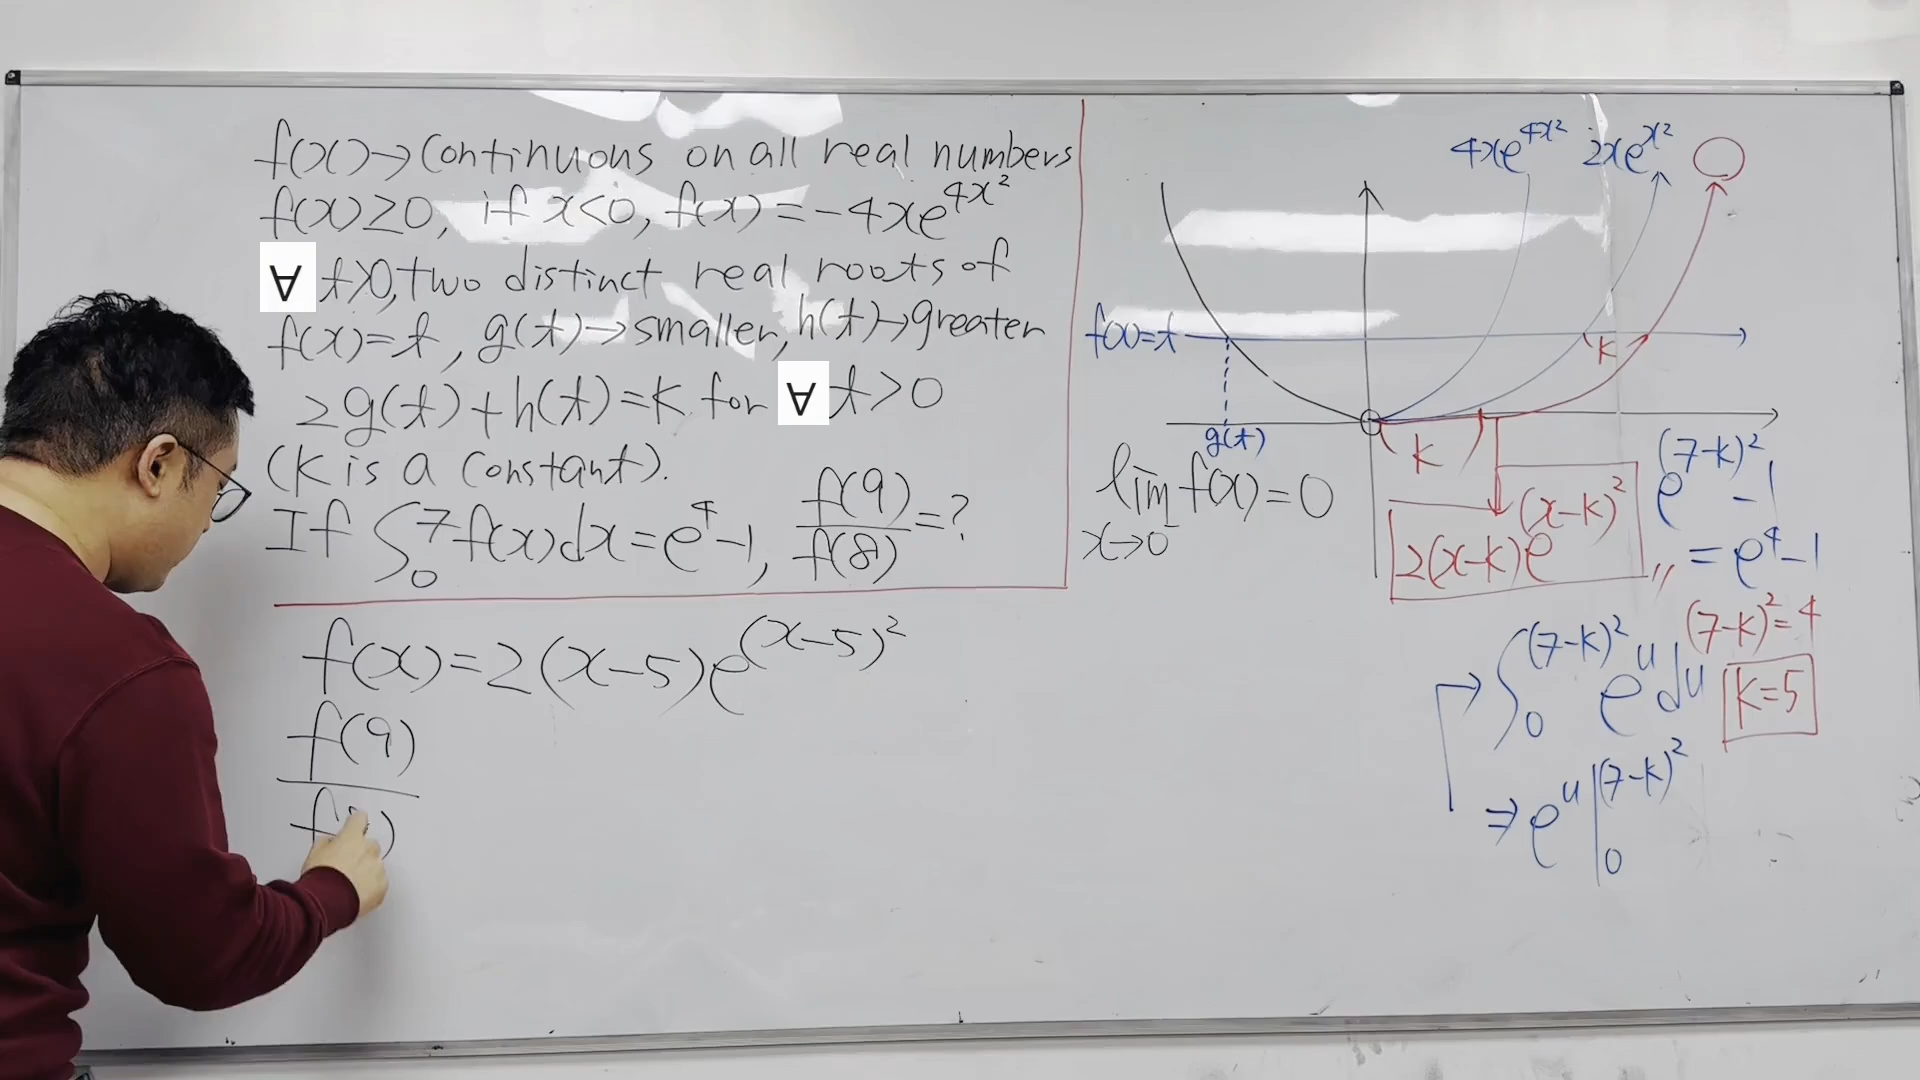 f(x)→Continuous on all real numbers
f(x)≥0, if x<0, f(x)=-4xe^{4x²}
∀ t>0, two distinct real roots of
f(x)=t, g(t)→smaller, h(t)→greater
2g(t)+h(t)=K for ∀ t>0
(K is a constant).
If ∫₀⁷f(x)dx=e⁴-1, f(9)/f(8)=?
f(x)=2(x-5)e^{(x-5)²}
f(9)
4xe^{4x²} 2xe^{x²}
f(x)=t
K
g(t)
K
lim f(x)=0
x→0⁻
2(x-k)e^{(x-k)²}
e^{(7-k)²}-1
=e⁴-1
(7-k)²=4
K=5
∫₀^{(7-k)²} e^u du
⇒e^u|₀^{(7-k)²}